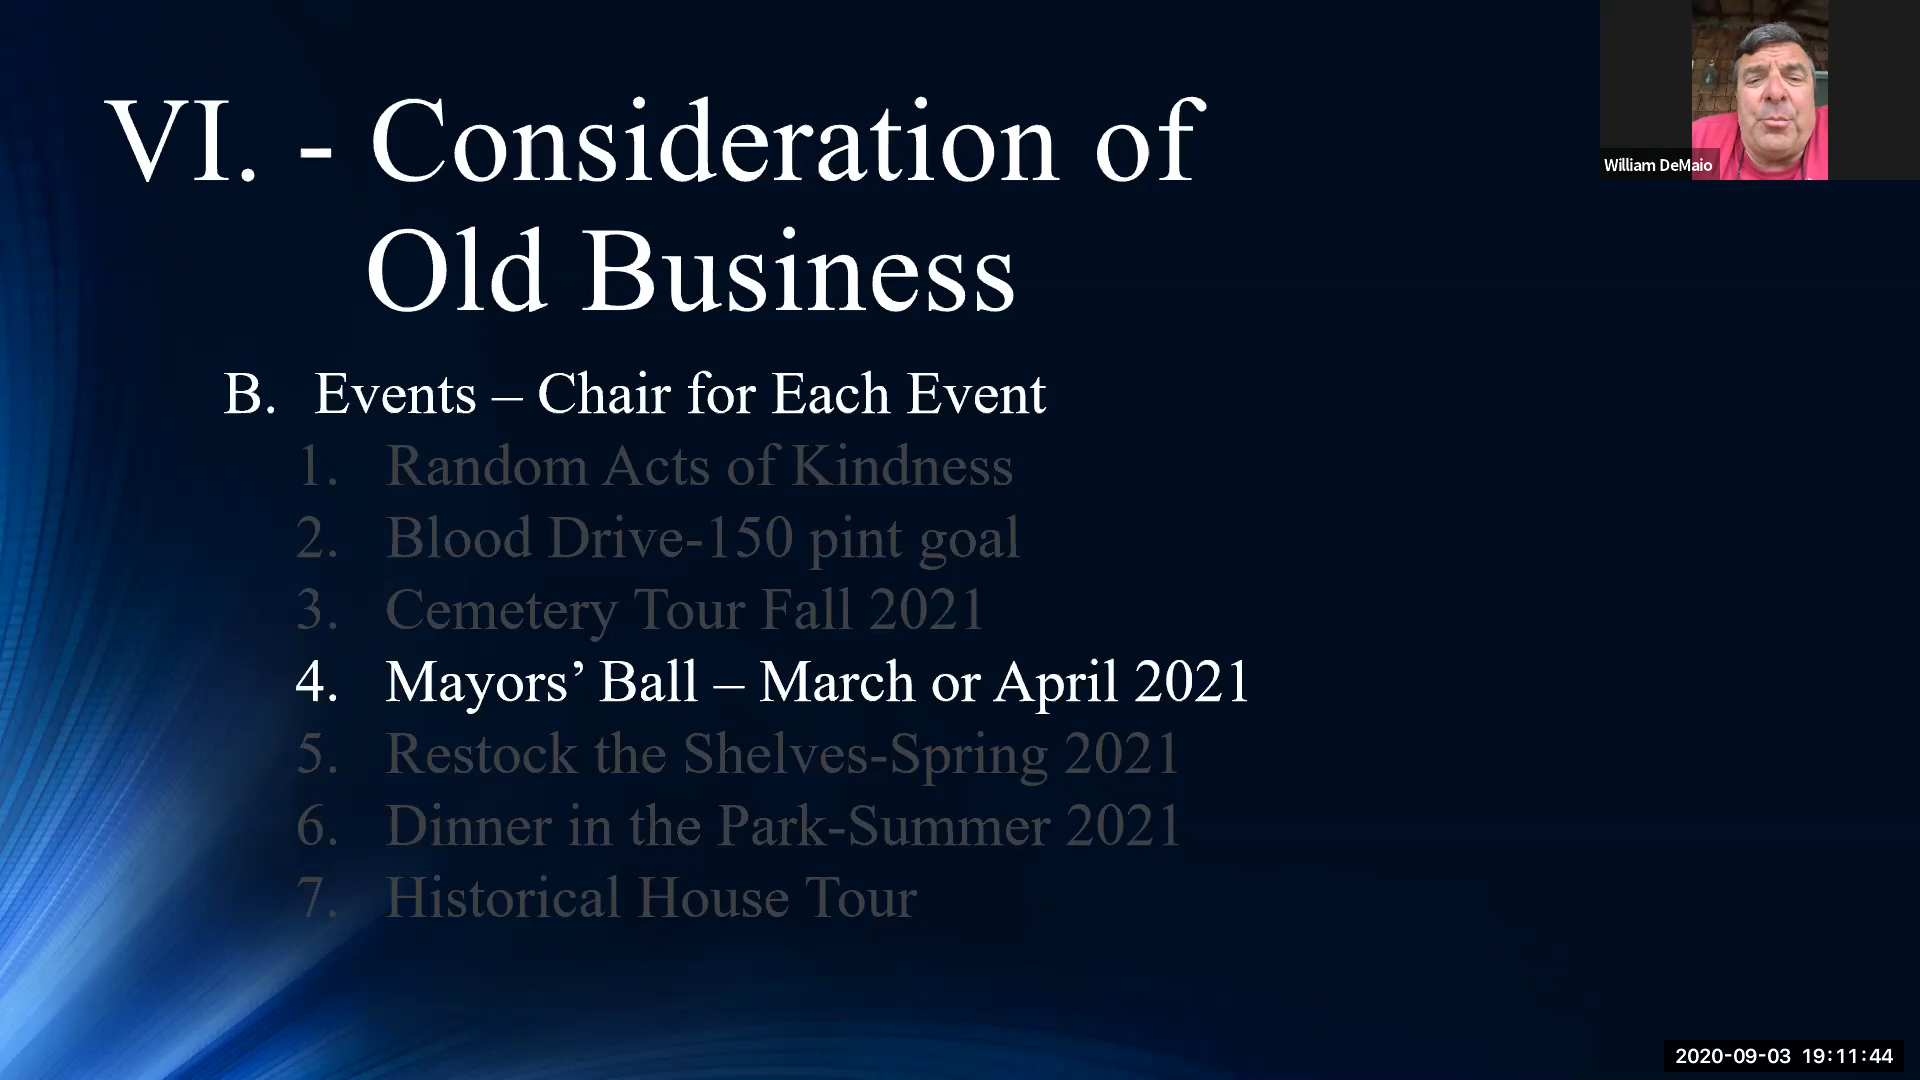 VI. - Consideration of
Old Business
B. Events – Chair for Each Event
1. Random Acts of Kindness
2. Blood Drive-150 pint goal
3. Cemetery Tour Fall 2021
4. Mayors’ Ball – March or April 2021
5. Restock the Shelves-Spring 2021
6. Dinner in the Park-Summer 2021
7. Historical House Tour
William DeMaio
2020-09-03 19:11:44